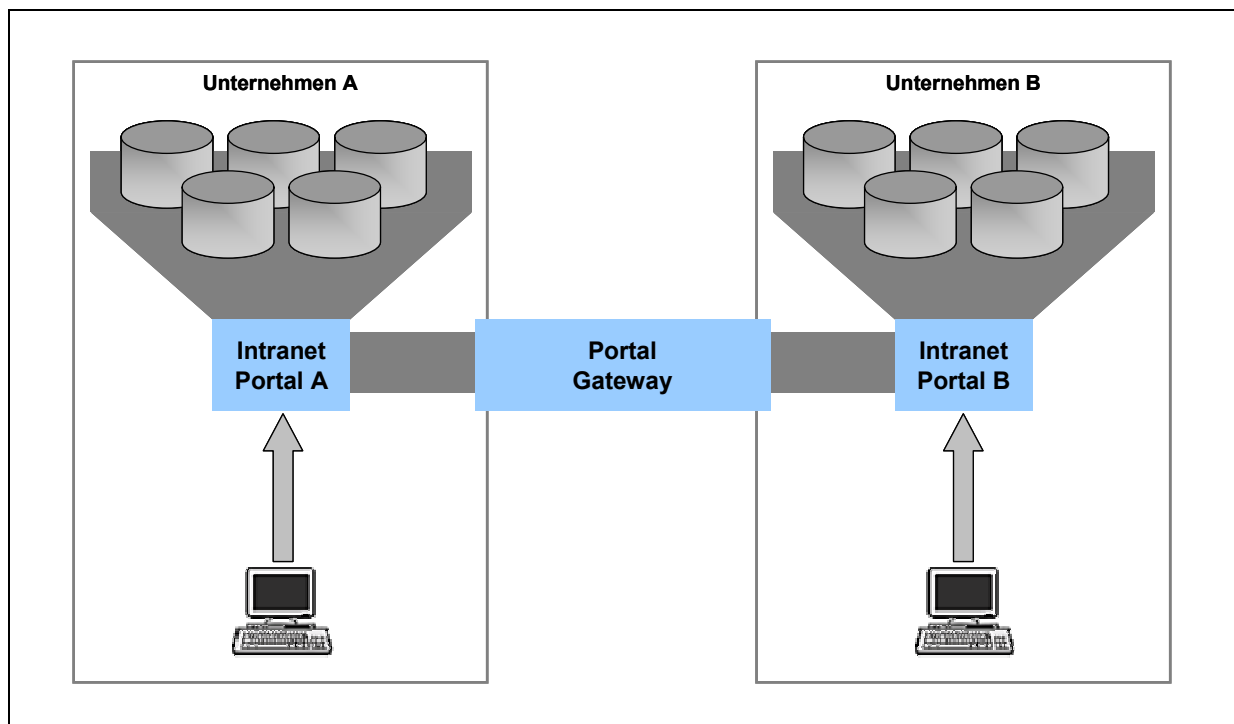 Unternehmen A
Unternehmen B
Intranet
Portal A
Portal
Gateway
Intranet
Portal B